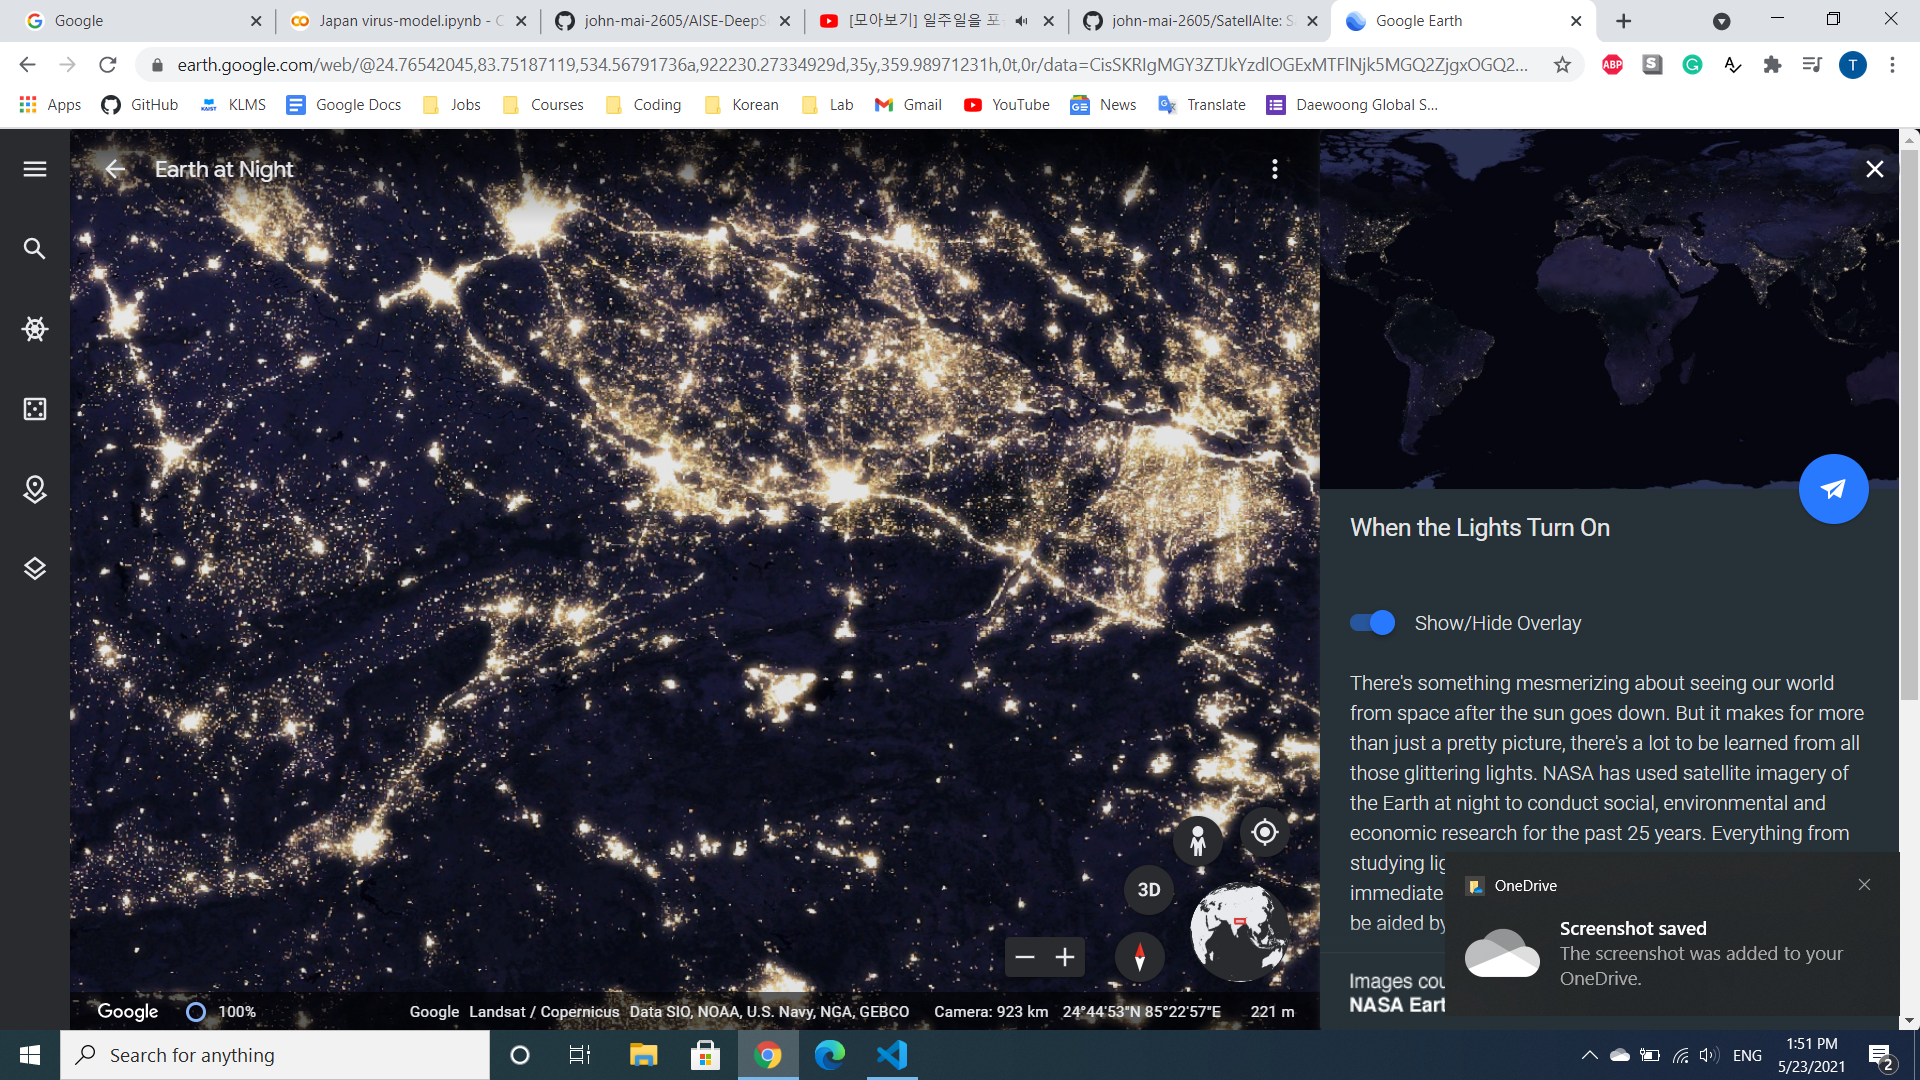 Google
Japan virus-model.ipynb - C
john-mai-2605/AISE-DeepS
[모아보기] 일주일을 포
john-mai-2605/SatellAIte: S
Google Earth
earth.google.com/web/@24.76542045,83.75187119,534.56791736a,922230.27334929d,35y,359.98971231h,0t,0r/data=CisSKRIgMGY3ZTJkYzdlOGExMTFlNjk5MGQ2ZjgxOGQ2...
ABP
S
G
T
Apps
GitHub
KAIST
KLMS
Google Docs
Jobs
Courses
Coding
Korean
Lab
Gmail
YouTube
News
Translate
Daewoong Global S...
Earth at Night
When the Lights Turn On
Show/Hide Overlay
There's something mesmerizing about seeing our world
from space after the sun goes down. But it makes for more
than just a pretty picture, there's a lot to be learned from all
those glittering lights. NASA has used satellite imagery of
the Earth at night to conduct social, environmental and
economic research for the past 25 years. Everything from
studying lig
immediate
be aided by
Images cou
NASA Eart
OneDrive
Screenshot saved
The screenshot was added to your
OneDrive.
3D
Google
100%
Google Landsat / Copernicus Data SIO, NOAA, U.S. Navy, NGA, GEBCO
Camera: 923 km 24°44'53"N 85°22'57"E
221 m
Search for anything
ENG
1:51 PM
5/23/2021
2